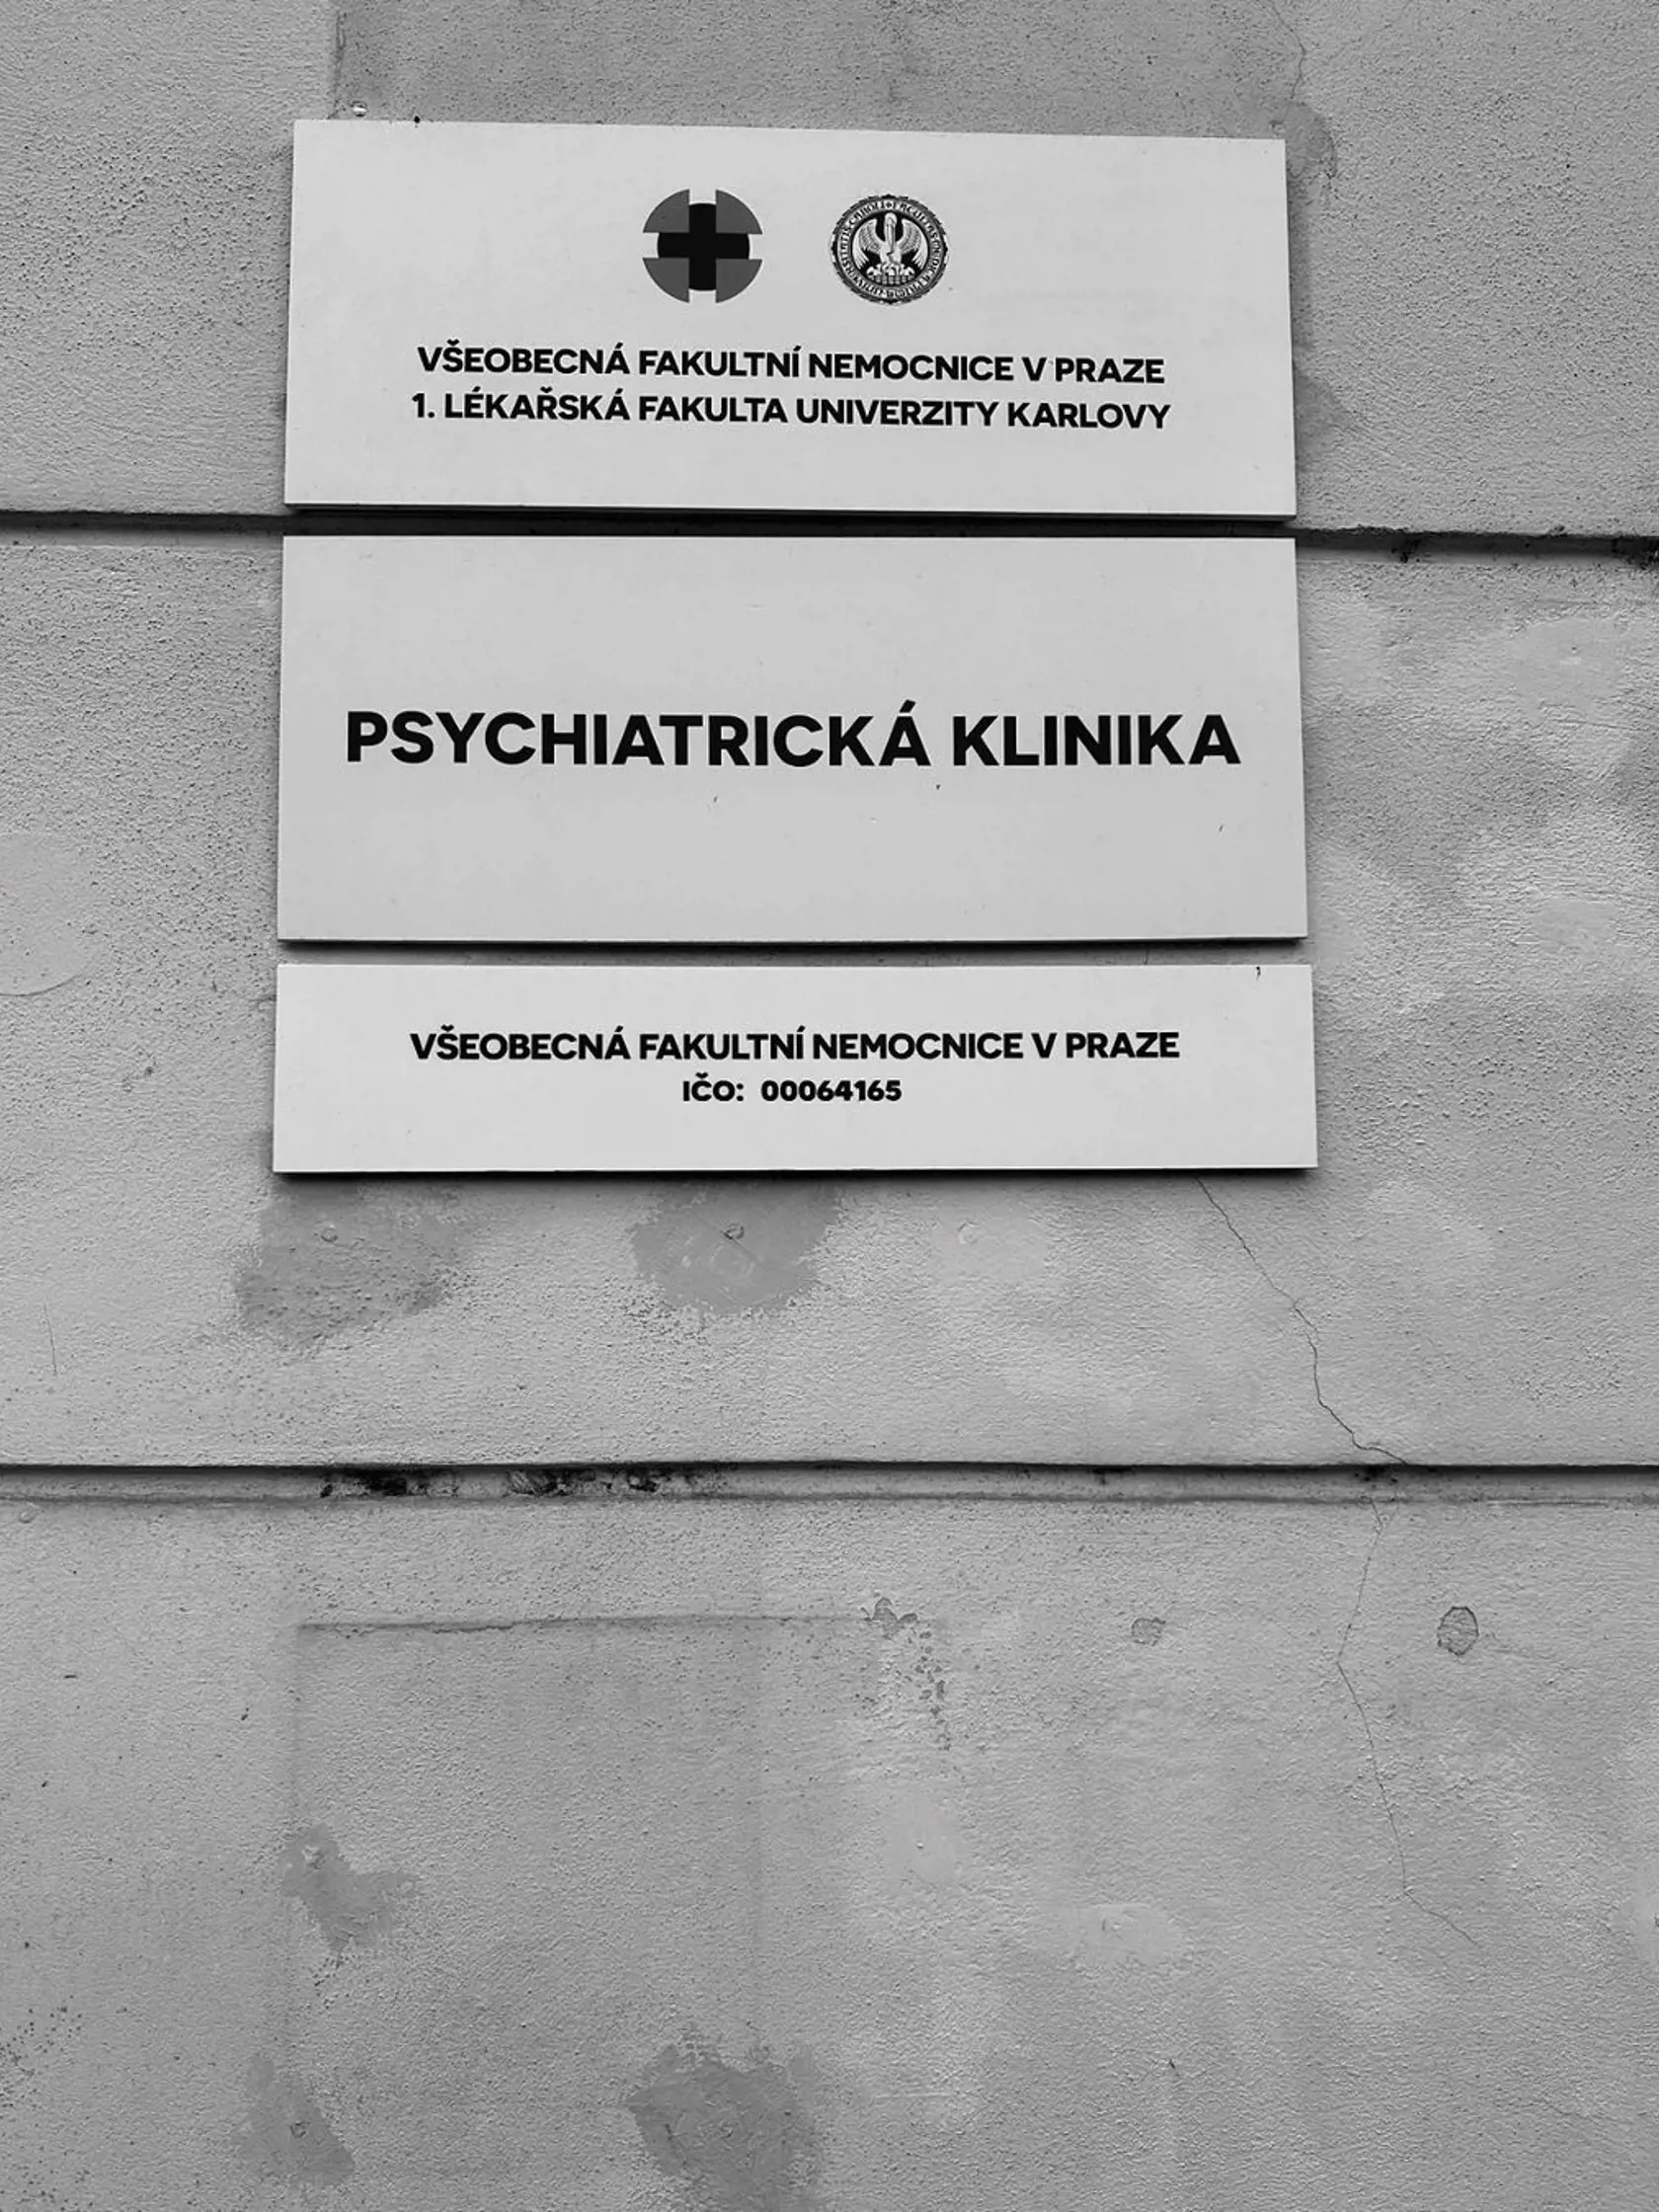 VŠEOBECNÁ FAKULTNÍ NEMOCNICE V PRAZE
1. LÉKAŘSKÁ FAKULTA UNIVERZITY KARLOVY
PSYCHIATRICKÁ KLINIKA
VŠEOBECNÁ FAKULTNÍ NEMOCNICE V PRAZE
IČO: 00064165